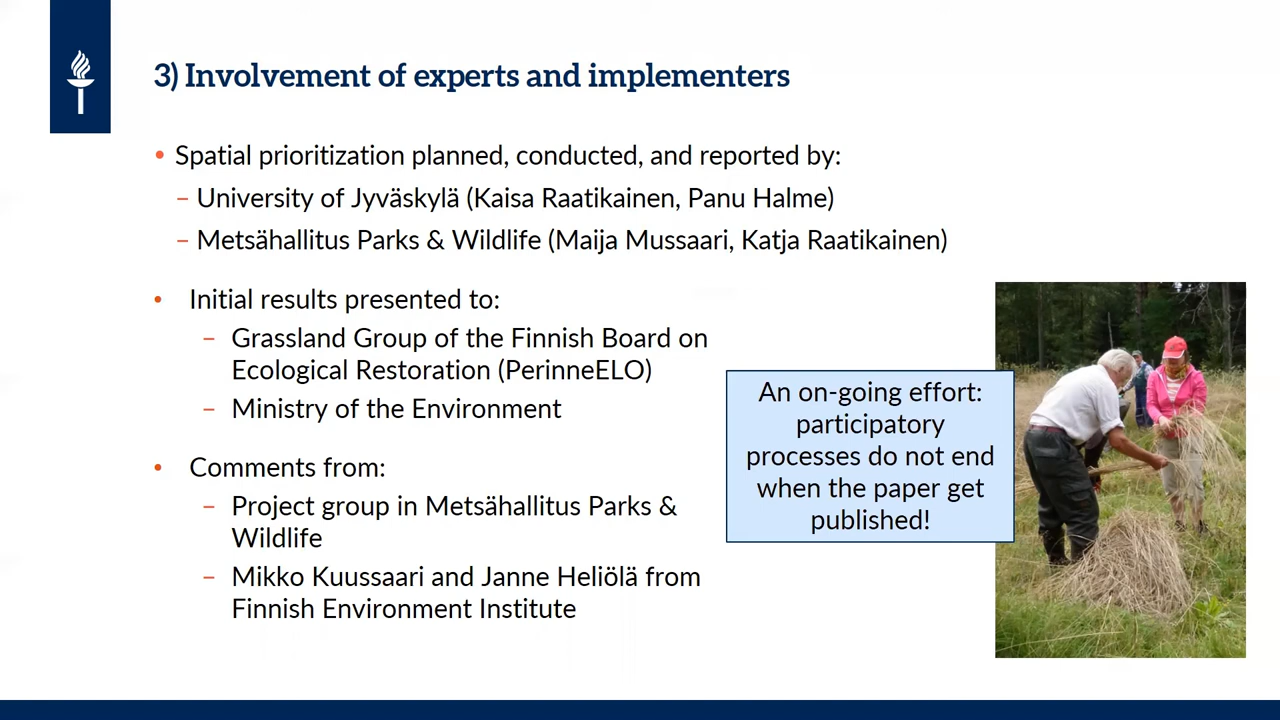 3) Involvement of experts and implementers
• Spatial prioritization planned, conducted, and reported by:
– University of Jyväskylä (Kaisa Raatikainen, Panu Halme)
– Metsähallitus Parks & Wildlife (Maija Mussaari, Katja Raatikainen)
• Initial results presented to:
– Grassland Group of the Finnish Board on
Ecological Restoration (PerinneELO)
– Ministry of the Environment
• Comments from:
– Project group in Metsähallitus Parks &
Wildlife
– Mikko Kuussaari and Janne Heliölä from
Finnish Environment Institute
An on-going effort:
participatory
processes do not end
when the paper get
published!